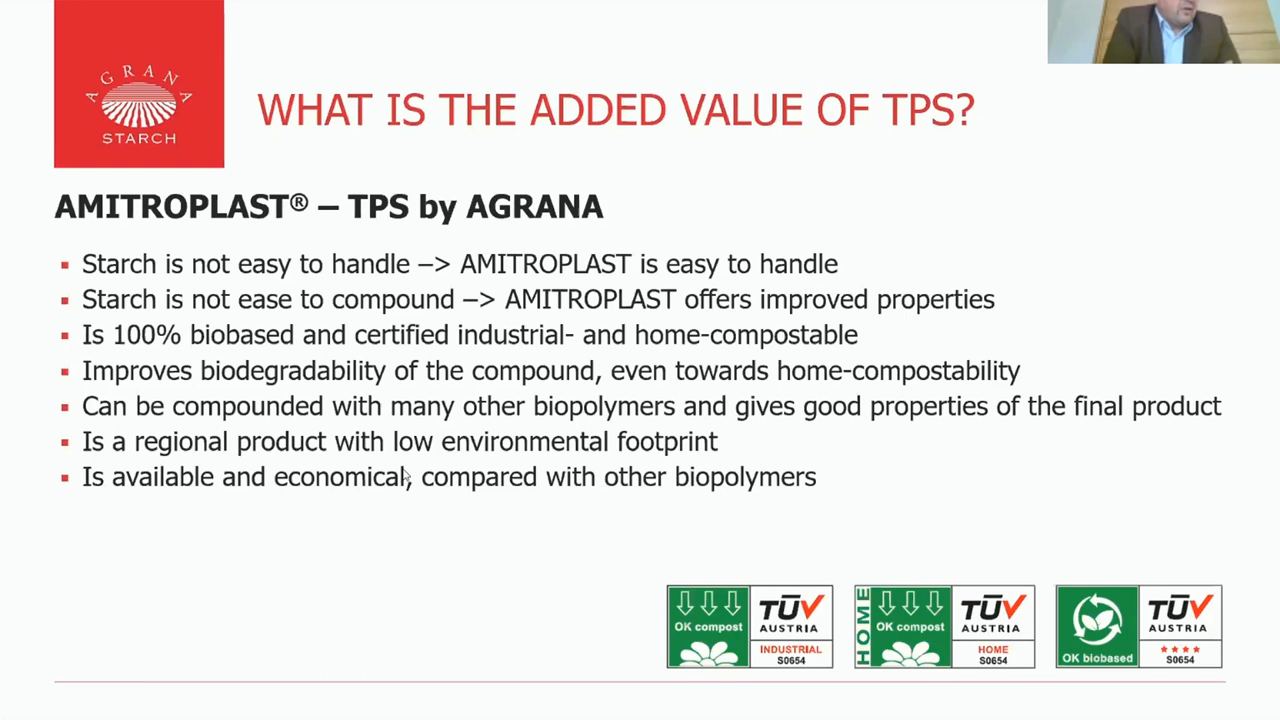 AGRANA
STARCH
WHAT IS THE ADDED VALUE OF TPS?
AMITROPLAST® – TPS by AGRANA
Starch is not easy to handle –> AMITROPLAST is easy to handle
Starch is not ease to compound –> AMITROPLAST offers improved properties
Is 100% biobased and certified industrial- and home-compostable
Improves biodegradability of the compound, even towards home-compostability
Can be compounded with many other biopolymers and gives good properties of the final product
Is a regional product with low environmental footprint
Is available and economical, compared with other biopolymers
OK compost
TÜV
AUSTRIA
INDUSTRIAL
S0654
HOME
OK compost
TÜV
AUSTRIA
HOME
S0654
OK biobased
TÜV
AUSTRIA
S0654